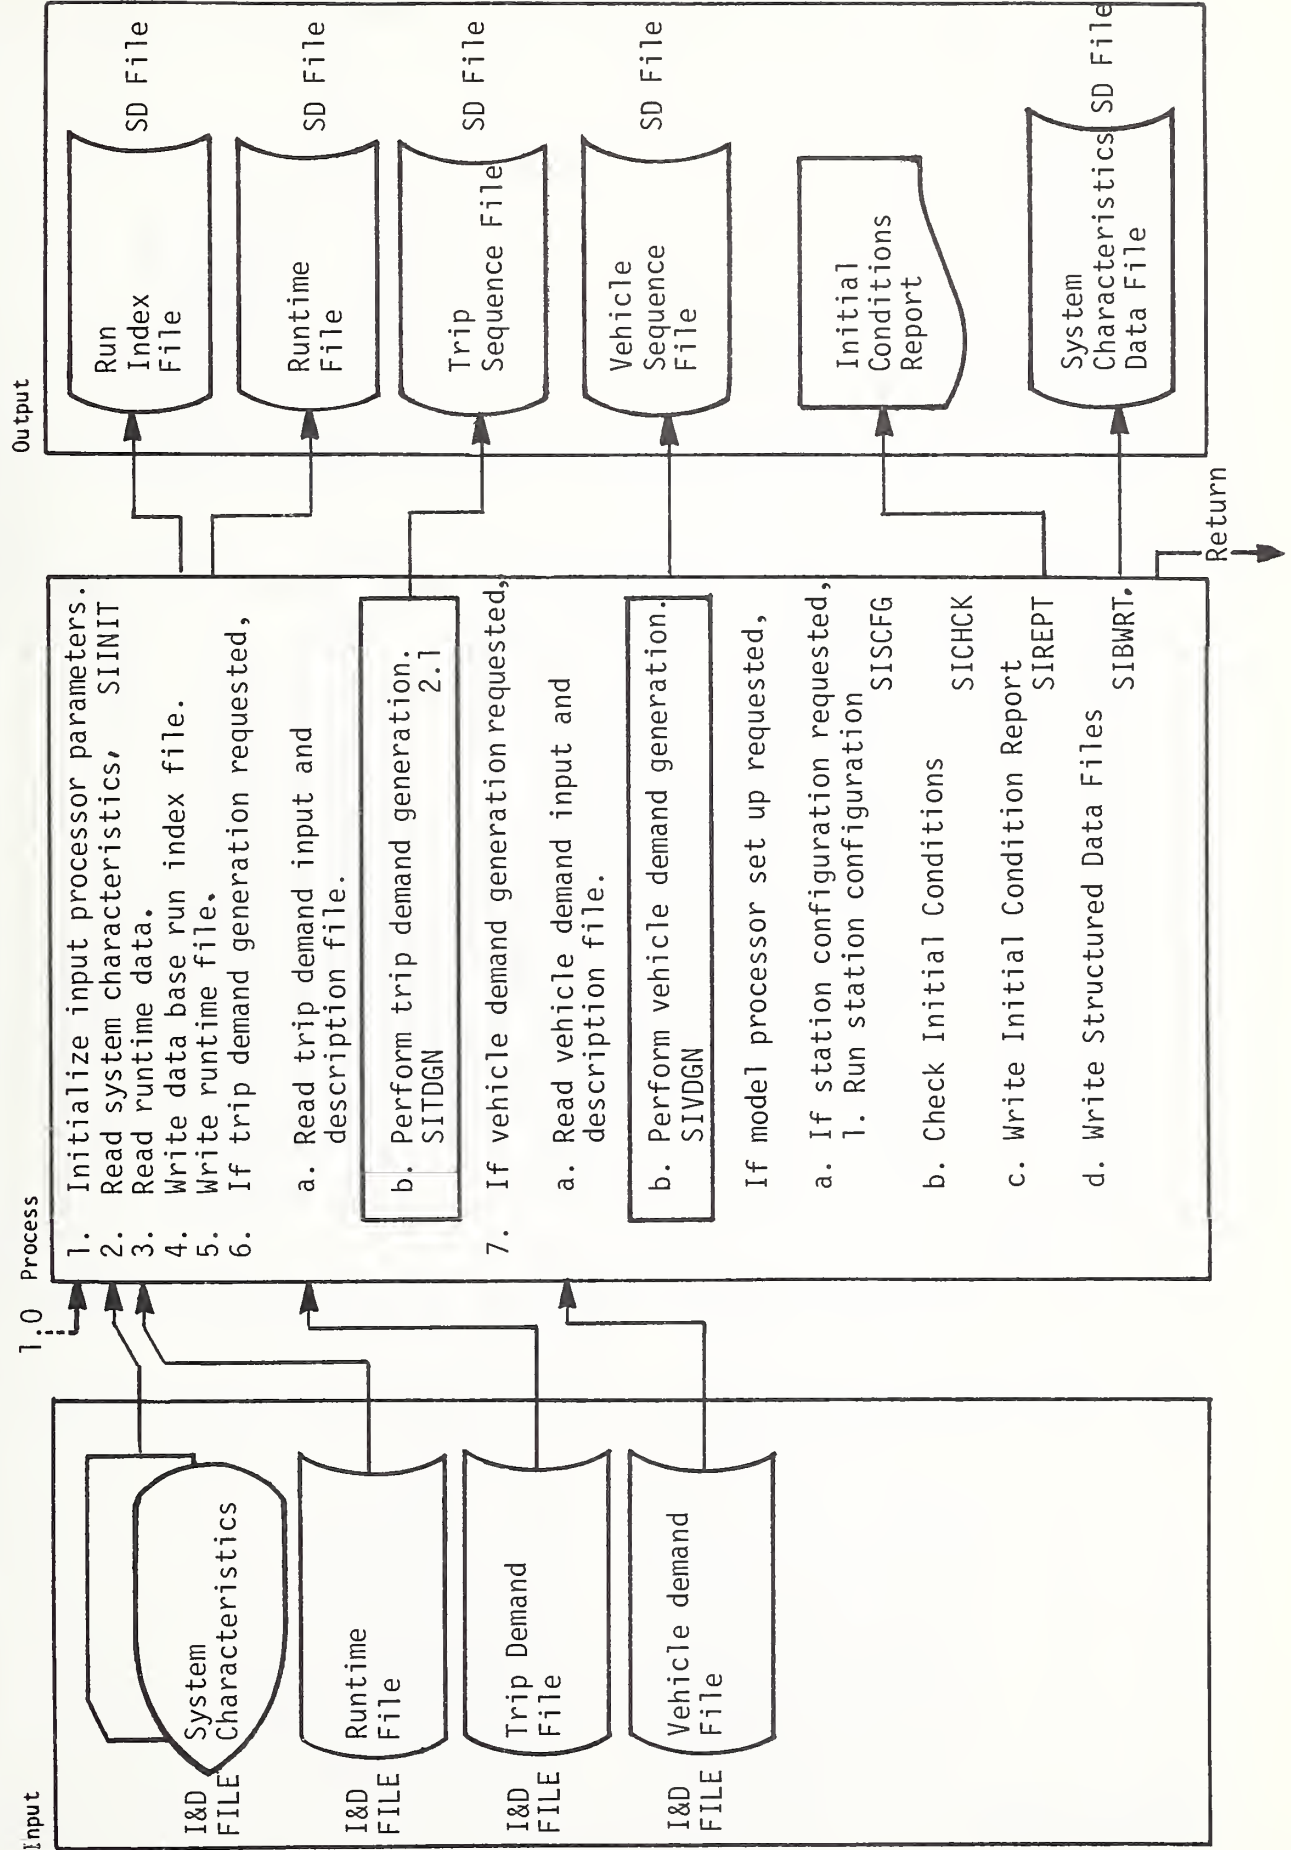 Input
I&D
FILE
System
Characteristics
I&D
FILE
Runtime
File
I&D
FILE
Trip Demand
File
I&D
FILE
Vehicle demand
File
1.0 Process
1. Initialize input processor parameters.
2. Read system characteristics, SIINIT
3. Read runtime data.
4. Write data base run index file.
5. Write runtime file.
6. If trip demand generation requested,
a. Read trip demand input and
description file.
b. Perform trip demand generation.
SITDGN 2.1
7. If vehicle demand generation requested,
a. Read vehicle demand input and
description file.
b. Perform vehicle demand generation.
SIVDGN
If model processor set up requested,
a. If station configuration requested,
1. Run station configuration
SISCFG
b. Check Initial Conditions
SICHCK
c. Write Initial Condition Report
SIREPT
d. Write Structured Data Files
SIBWRT.
Return
Output
Run
Index
File
SD File
Runtime
File
SD File
Trip
Sequence File
SD File
Vehicle
Sequence
File
SD File
Initial
Conditions
Report
System
Characteristics
Data File
SD File